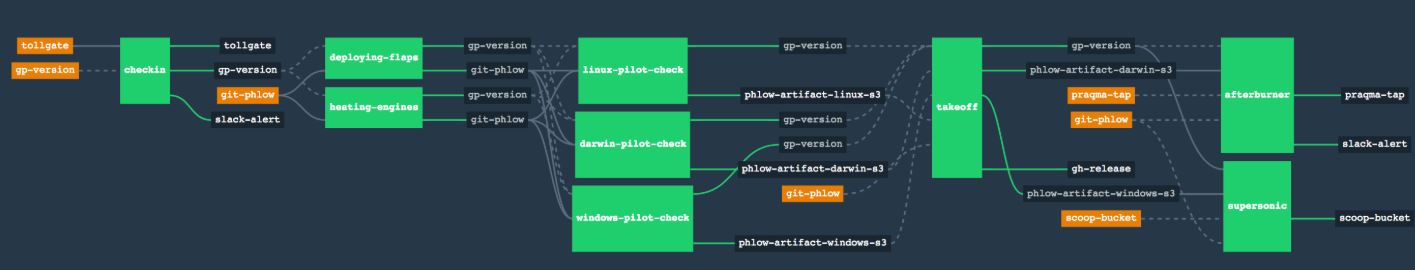 tollgate
gp-version
checkin
tollgate
gp-version
git-phlow
slack-alert
deploying-flaps
heating-engines
gp-version
git-phlow
gp-version
git-phlow
linux-pilot-check
darwin-pilot-check
windows-pilot-check
gp-version
phlow-artifact-linux-s3
gp-version
gp-version
phlow-artifact-darwin-s3
git-phlow
phlow-artifact-windows-s3
takeoff
gp-version
phlow-artifact-darwin-s3
praqma-tap
git-phlow
gh-release
phlow-artifact-windows-s3
scoop-bucket
afterburner
supersonic
praqma-tap
slack-alert
scoop-bucket